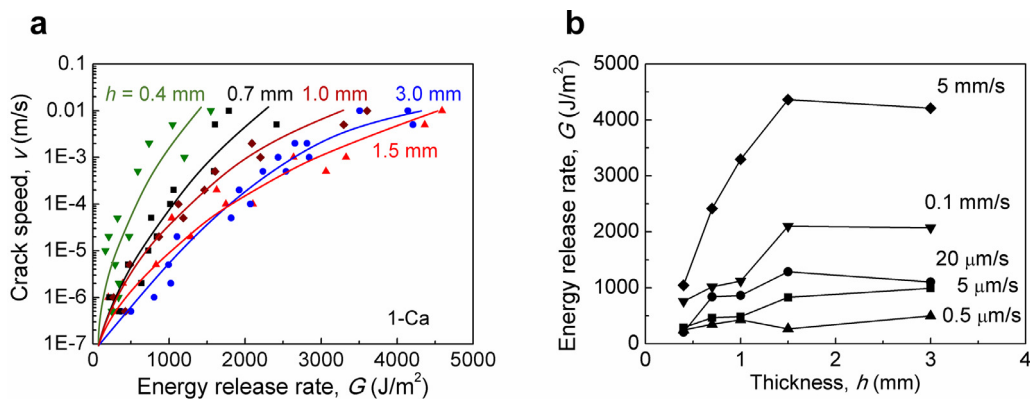 a
Crack speed, v (m/s)
0.1
0.01
1E-3
1E-4
1E-5
1E-6
1E-7
h = 0.4 mm
0.7 mm
1.0 mm
3.0 mm
1.5 mm
1-Ca
0 1000 2000 3000 4000 5000
Energy release rate, G (J/m²)
b
Energy release rate, G (J/m²)
5000
4000
3000
2000
1000
0
5 mm/s
0.1 mm/s
20 μm/s
5 μm/s
0.5 μm/s
0 1 2 3 4
Thickness, h (mm)